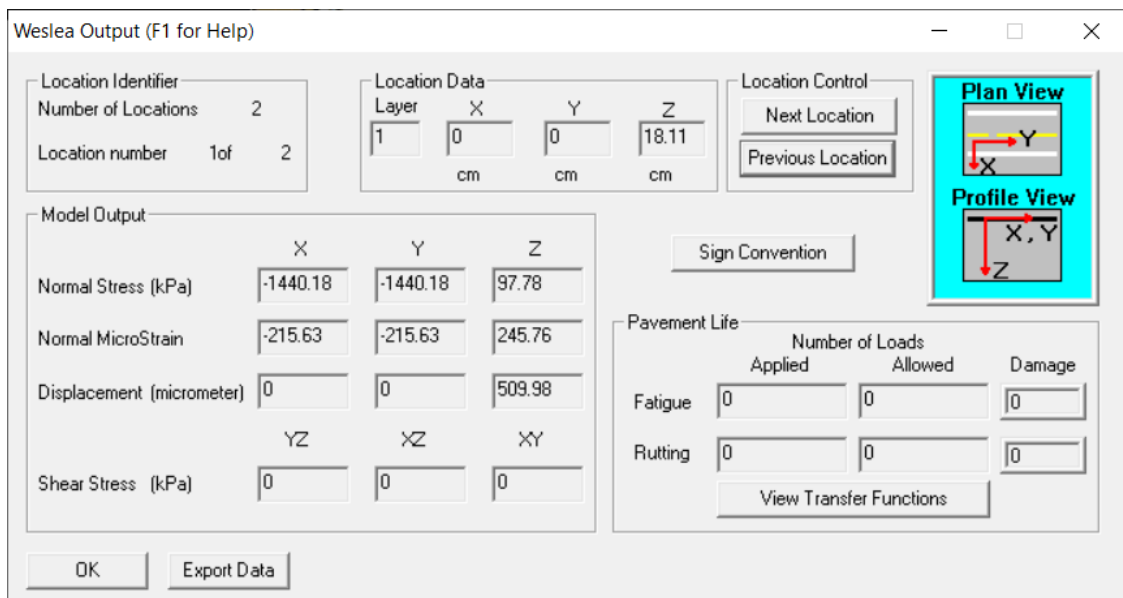 Weslea Output (F1 for Help)
Location Identifier
Number of Locations 2
Location number 1of 2
Location Data
Layer X Y Z
1 0 0 18.11
cm cm cm
Location Control
Next Location
Previous Location
Plan View
Y
X
Profile View
X, Y
Z
Model Output
X Y Z
Normal Stress (kPa) -1440.18 -1440.18 97.78
Normal MicroStrain -215.63 -215.63 245.76
Displacement (micrometer) 0 0 509.98
YZ XZ XY
Shear Stress (kPa) 0 0 0
Sign Convention
Pavement Life
Number of Loads
Applied Allowed Damage
Fatigue 0 0 0
Rutting 0 0 0
View Transfer Functions
OK Export Data